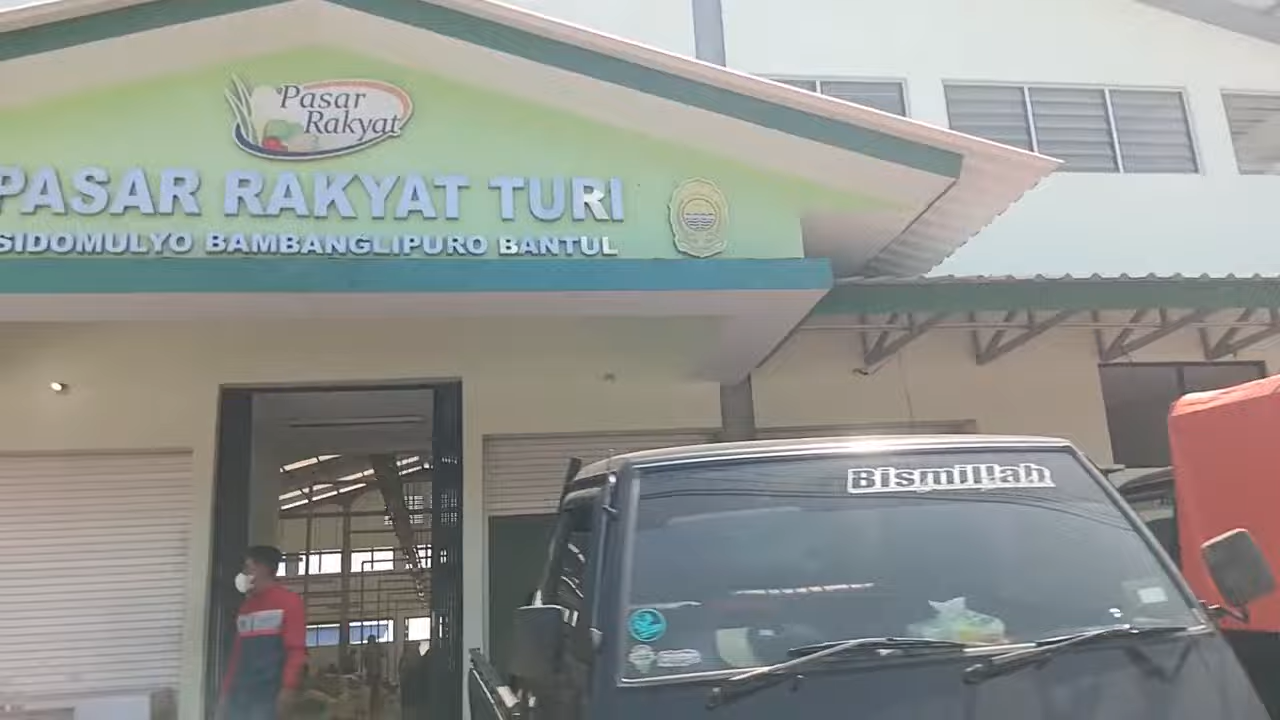 Pasar
Rakyat
PASAR RAKYAT TURI
SIDOMULYO BAMBANGLIPURO BANTUL
Bismillah